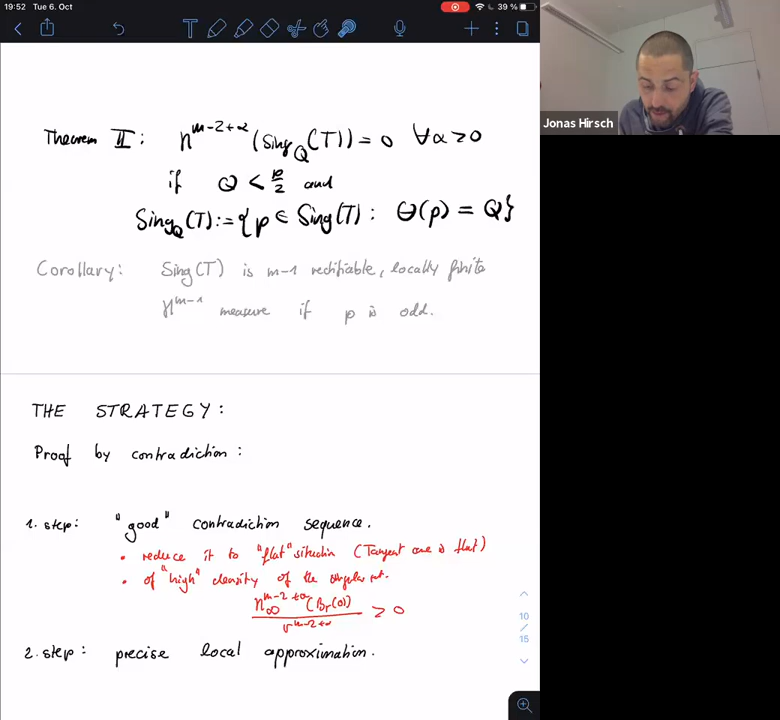 19:52 Tue 6. Oct 39 %
Jonas Hirsch
Theorem II: H^{m-2+α} (Sing_Q(T)) = 0 ∀α>0
if Q < p/2 and
Sing_Q(T) := {p ∈ Sing(T): Θ(p) = Q}
Corollary: Sing(T) is m-1 rectifiable, locally finite
H^{m-1} measure if p is odd.
THE STRATEGY:
Proof by contradiction:
1. step: "good" contradiction sequence.
• reduce it to "flat" situation (Tangent cone is flat)
• of "high" density of the singular set.
H_∞^{m-2+α} (B_r(0)) / r^{m-2+α} ≥ 0
2. step: precise local approximation.
10
/
15